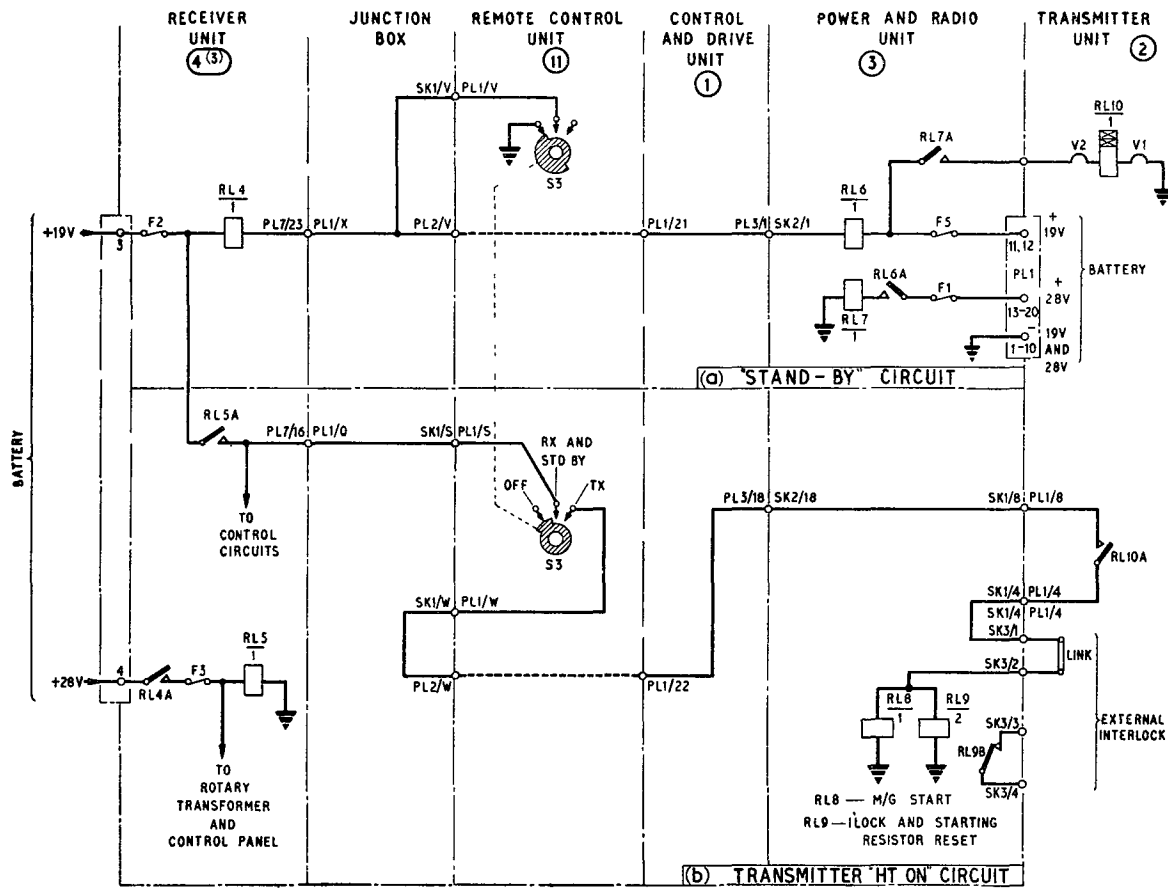 RECEIVER
UNIT
4 (3)
JUNCTION
BOX
REMOTE CONTROL
UNIT
11
CONTROL
AND DRIVE
UNIT
1
POWER AND RADIO
UNIT
3
TRANSMITTER
UNIT
2
SK1/V PL1/V
S3
RL7A
V2
RL10
1
V1
+19V
3
F2
RL4
1
PL7/23 PL1/X
PL2/V
PL1/21
PL3/1 SK2/1
RL6
1
F5
11,12
+
19V
RL6A
F1
PL1
13-20
+
28V
RL7
1
1-10
-
19V
AND
28V
BATTERY
(a) "STAND-BY" CIRCUIT
BATTERY
RL5A
PL7/16 PL1/Q
SK1/S PL1/S
RX AND
STD BY
OFF
TX
S3
TO
CONTROL
CIRCUITS
PL3/18 SK2/18
SK1/8 PL1/8
RL10A
SK1/W PL1/W
SK1/4 PL1/4
SK1/4 PL1/4
SK3/1
LINK
SK3/2
+28V
4
RL4A
F3
RL5
1
PL2/W
PL1/22
RL8
1
RL9
2
SK3/3
RL9B
SK3/4
EXTERNAL
INTERLOCK
TO
ROTARY
TRANSFORMER
AND
CONTROL PANEL
RL8 — M/G START
RL9—ILOCK AND STARTING
RESISTOR RESET
(b) TRANSMITTER "HT ON" CIRCUIT